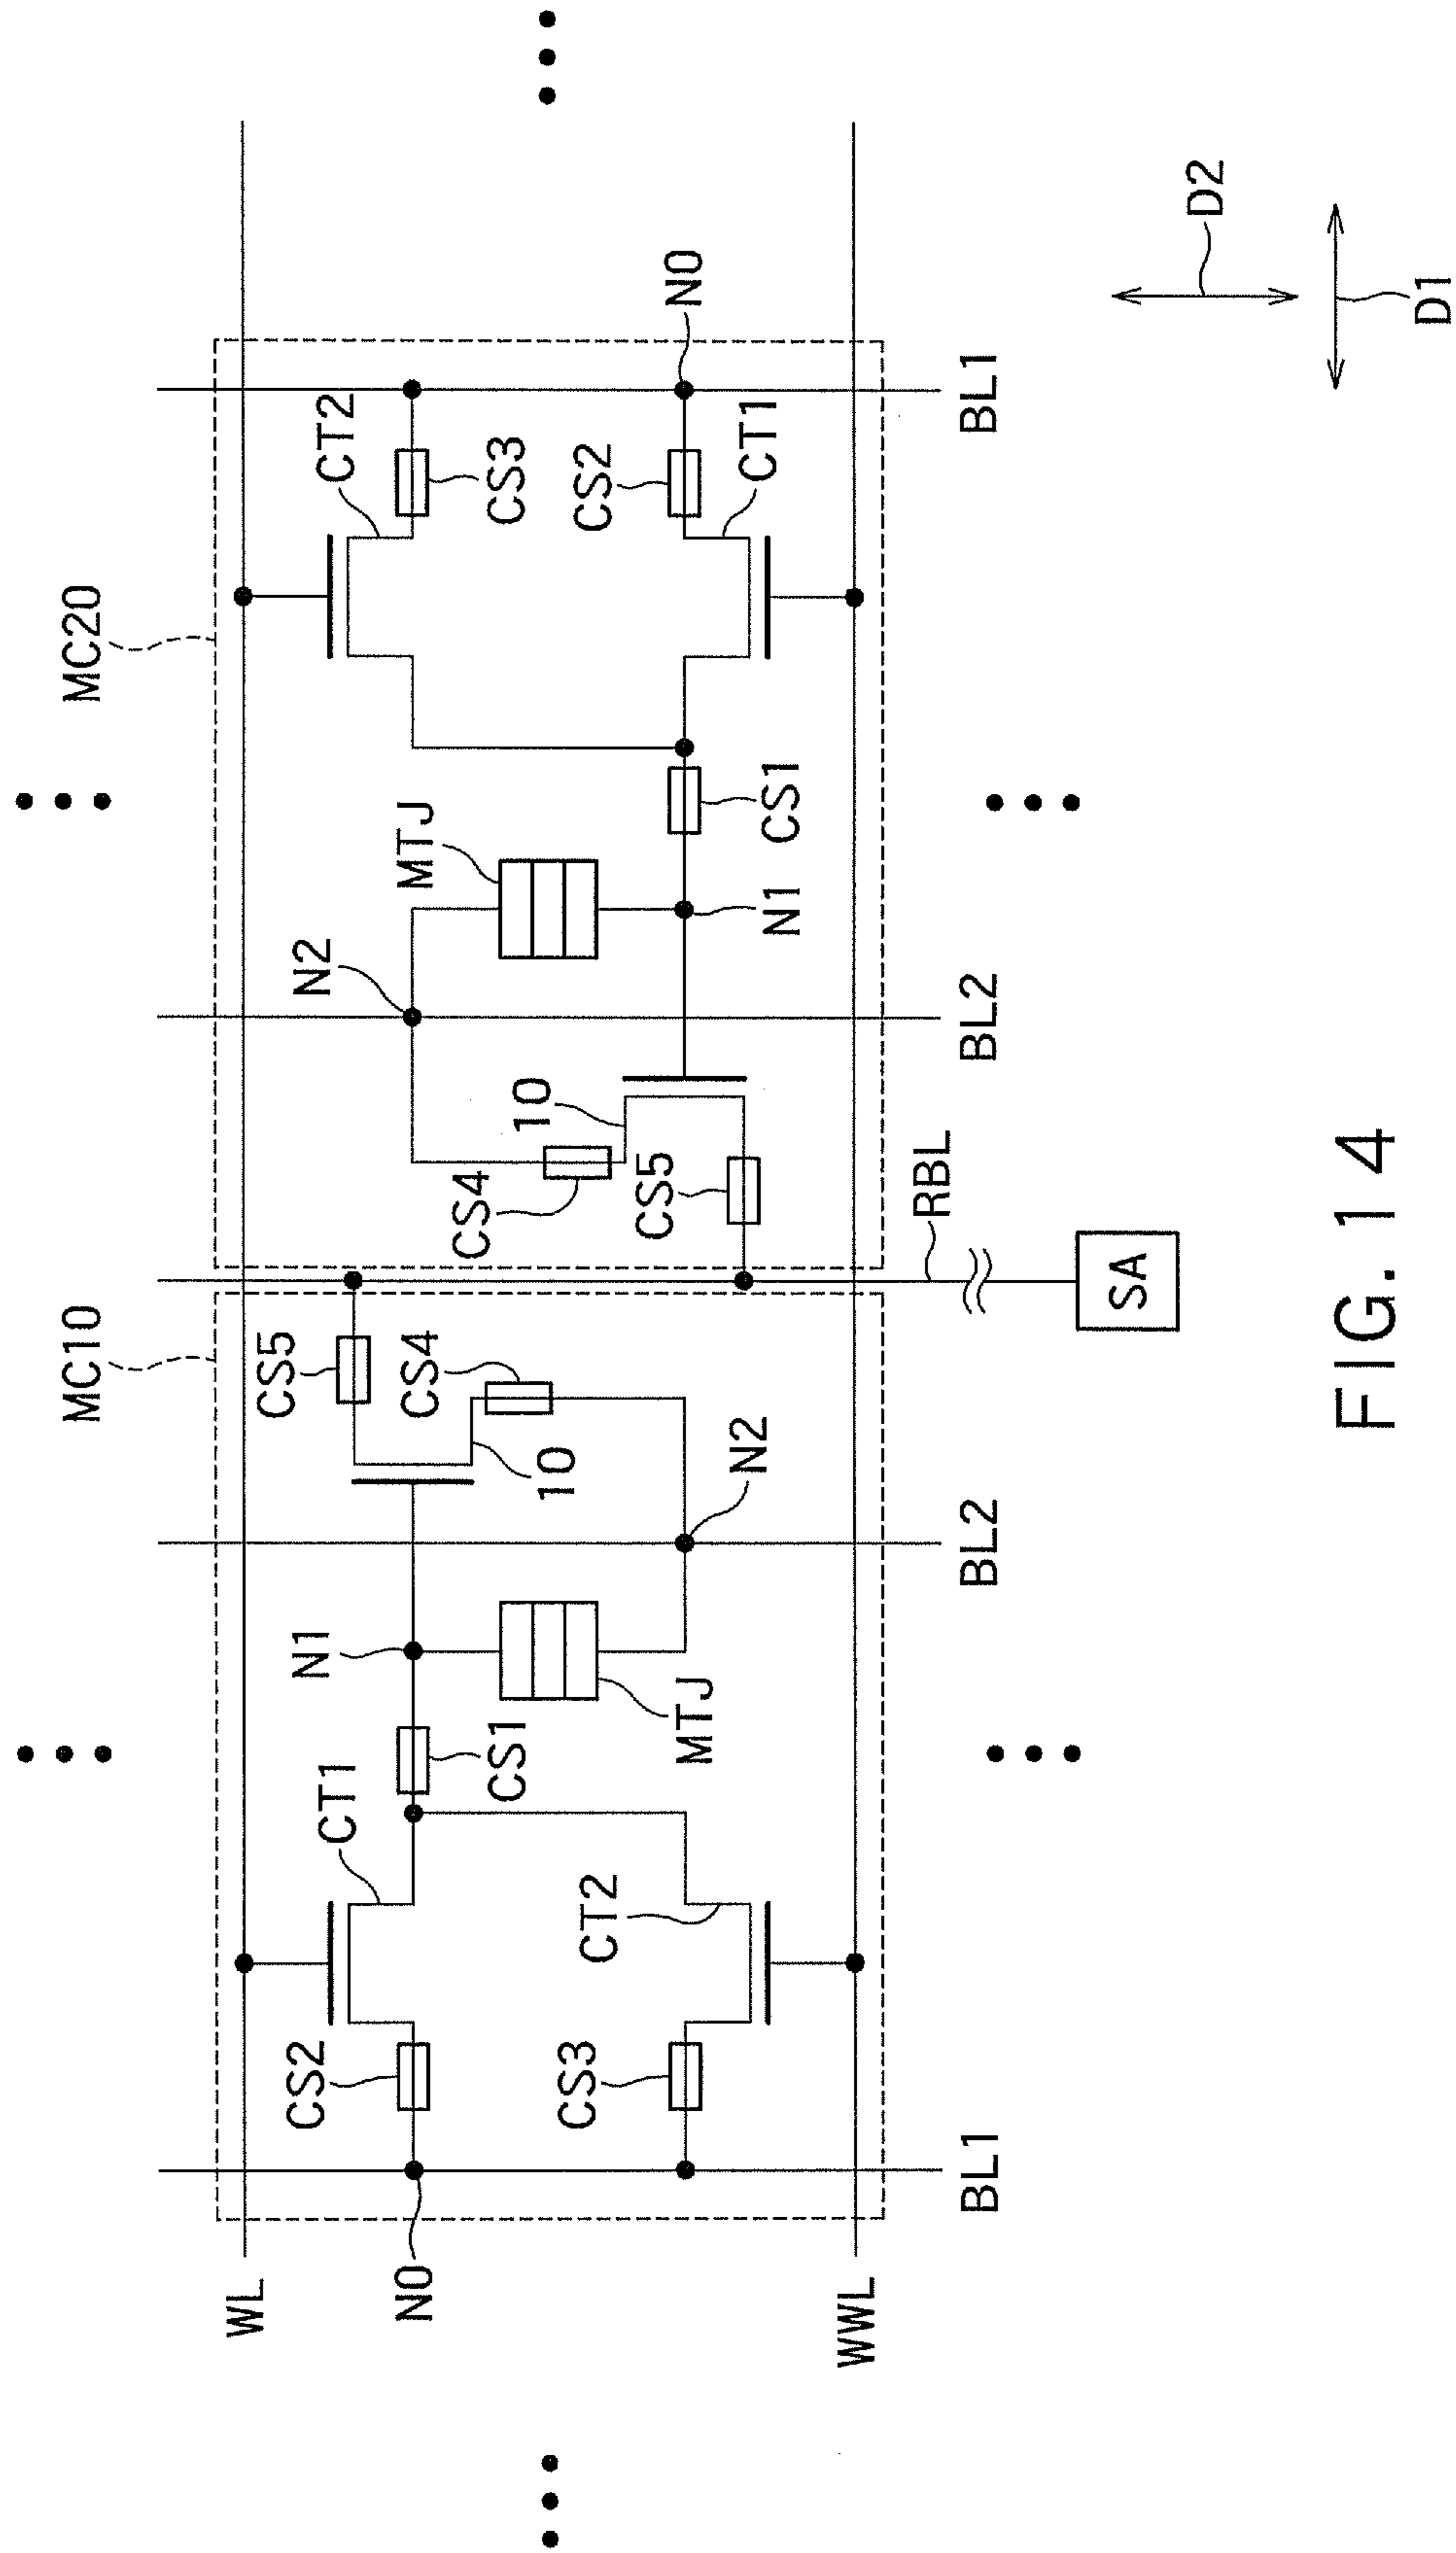 MC10
MC20
WL
CT1
N1
CS5
N2
CT2
CS2
CS1
CS4
MTJ
CS3
N0
10
CS4
10
CS3
CT2
MTJ
N2
CS5
N1
CS1
CS2
CT1
N0
WWL
RBL
BL1
BL2
BL2
BL1
SA
D2
D1
FIG. 14